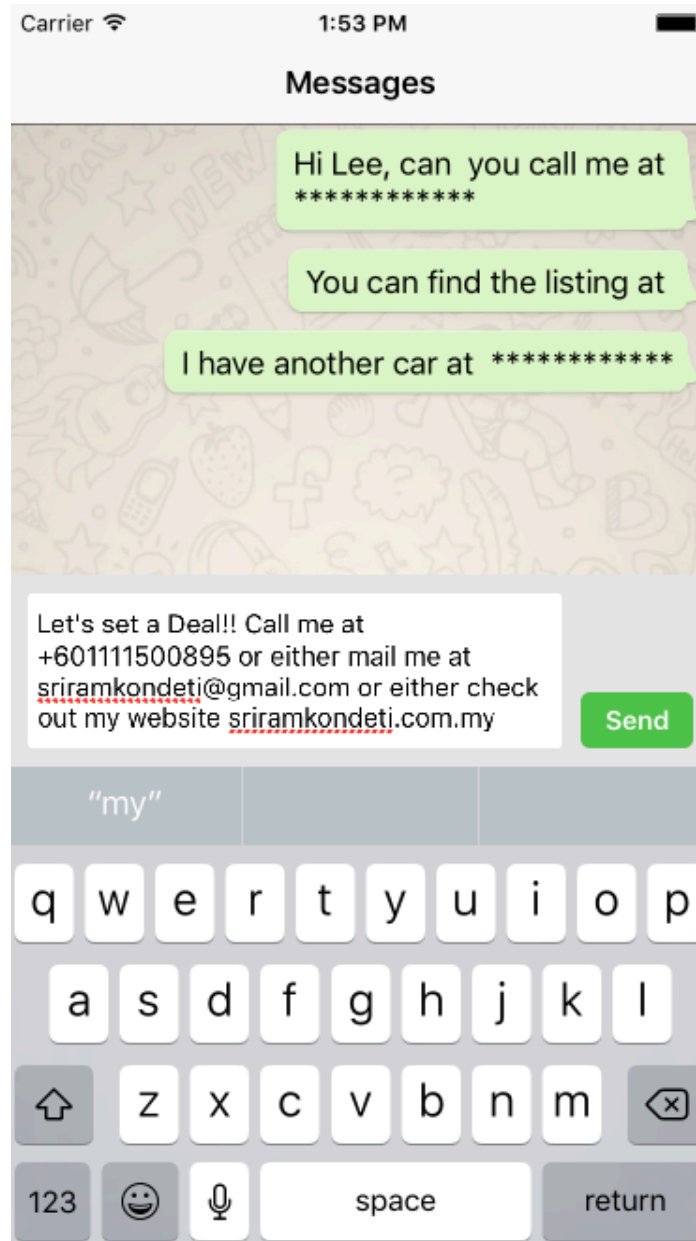 Carrier 1:53 PM
Messages
Hi Lee, can  you call me at
************
You can find the listing at
I have another car at  ************
Let's set a Deal!! Call me at
+601111500895 or either mail me at
sriramkondeti@gmail.com or either check
out my website sriramkondeti.com.my
Send
“my”
q w e r t y u i o p
a s d f g h j k l
z x c v b n m
123 space return